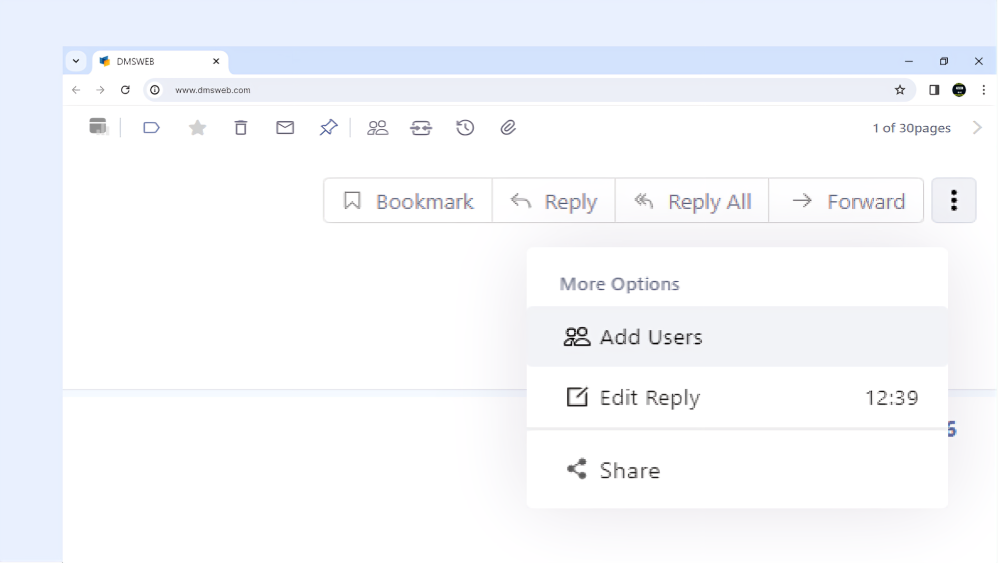 DMSWEB
www.dmsweb.com
1 of 30pages
Bookmark Reply Reply All Forward
More Options
Add Users
Edit Reply 12:39
Share